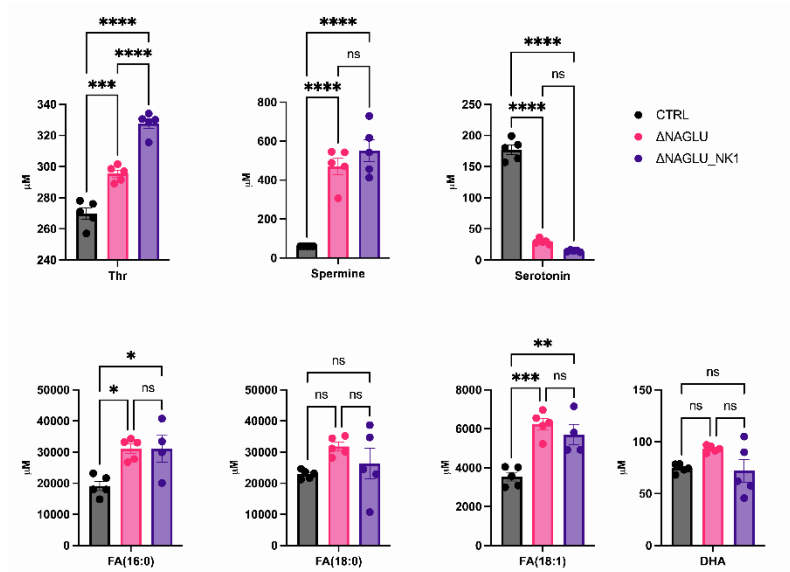 **** **** ****
*** **** **** ns **** ns
340 320 300 280 260 240
μM
Thr
800 600 400 200 0
μM
Spermine
250 200 150 100 50 0
μM
Serotonin
CTRL
ΔNAGLU
ΔNAGLU_NK1
* * ns
50000 40000 30000 20000 10000 0
μM
FA(16:0)
ns ns ns
50000 40000 30000 20000 10000 0
μM
FA(18:0)
** *** ns
8000 6000 4000 2000 0
μM
FA(18:1)
ns ns ns
150 100 50 0
μM
DHA